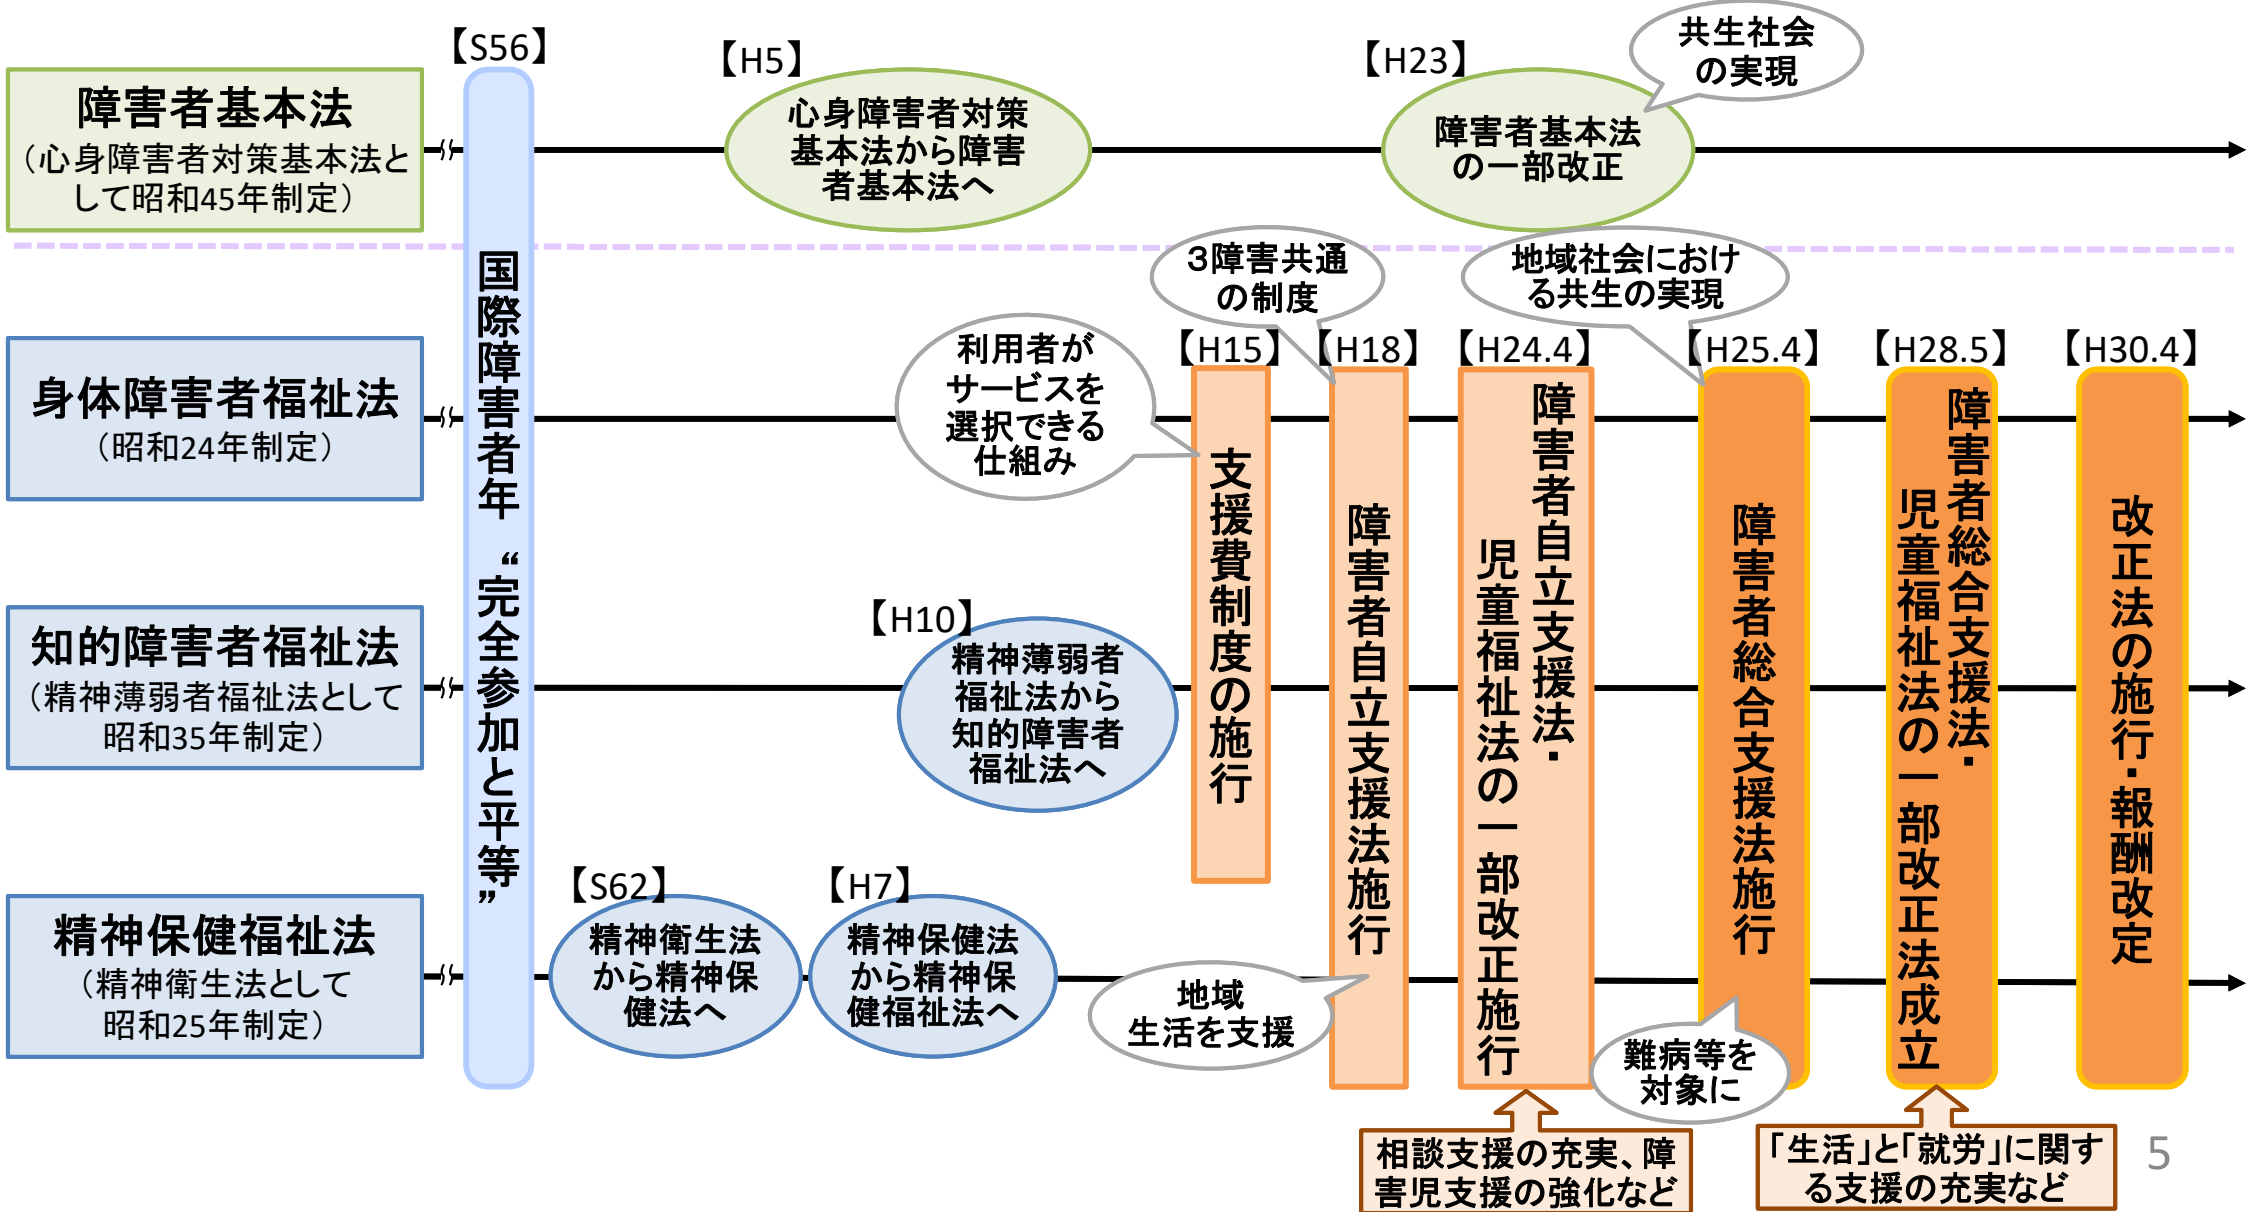 【S56】
国際障害者年 “完全参加と平等”
障害者基本法
（心身障害者対策基本法と
して昭和45年制定）
【H5】
心身障害者対策
基本法から障害
者基本法へ
【H23】
障害者基本法
の一部改正
共生社会
の実現
身体障害者福祉法
（昭和24年制定）
知的障害者福祉法
（精神薄弱者福祉法として
昭和35年制定）
【H10】
精神薄弱者
福祉法から
知的障害者
福祉法へ
精神保健福祉法
（精神衛生法として
昭和25年制定）
【S62】
精神衛生法
から精神保
健法へ
【H7】
精神保健法
から精神保
健福祉法へ
利用者が
サービスを
選択できる
仕組み
【H15】
支援費制度の施行
３障害共通
の制度
【H18】
障害者自立支援法施行
地域
生活を支援
【H24.4】
障害者自立支援法・
児童福祉法の一部改正施行
相談支援の充実、障
害児支援の強化など
地域社会におけ
る共生の実現
【H25.4】
障害者総合支援法施行
難病等を
対象に
【H28.5】
障害者総合支援法・
児童福祉法の一部改正法成立
「生活」と「就労」に関す
る支援の充実など
【H30.4】
改正法の施行・報酬改定
5